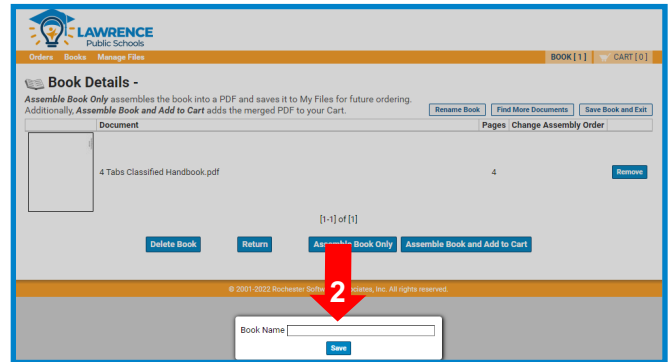 LAWRENCE
Public Schools
Orders Books Manage Files BOOK [ 1 ] CART [ 0 ]
Book Details -
Assemble Book Only assembles the book into a PDF and saves it to My Files for future ordering.
Additionally, Assemble Book and Add to Cart adds the merged PDF to your Cart.
Rename Book Find More Documents Save Book and Exit
Document Pages Change Assembly Order
4 Tabs Classified Handbook.pdf 4 Remove
[1-1] of [1]
Delete Book Return Book Only Assemble Book and Add to Cart
© 2001-2022 Rochester Inc. All rights reserved.
2
Book Name
Save